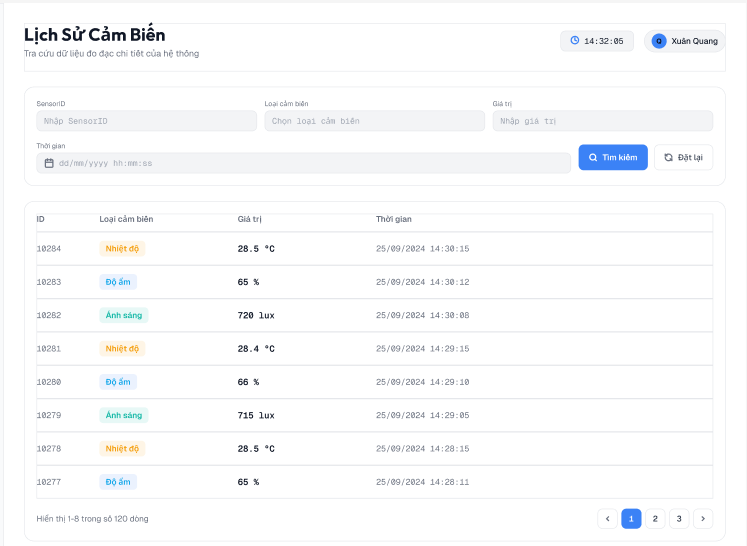 Lịch Sử Cảm Biến
Tra cứu dữ liệu đo đạc chi tiết của hệ thống
14:32:05
Q Xuân Quang
SensorID Loại cảm biến Giá trị
Nhập SensorID Chọn loại cảm biến Nhập giá trị
Thời gian
dd/mm/yyyy hh:mm:ss Tìm kiếm Đặt lại
ID Loại cảm biến Giá trị Thời gian
10284 Nhiệt độ 28.5 °C 25/09/2024 14:30:15
10283 Độ ẩm 65 % 25/09/2024 14:30:12
10282 Ánh sáng 720 lux 25/09/2024 14:30:08
10281 Nhiệt độ 28.4 °C 25/09/2024 14:29:15
10280 Độ ẩm 66 % 25/09/2024 14:29:10
10279 Ánh sáng 715 lux 25/09/2024 14:29:05
10278 Nhiệt độ 28.5 °C 25/09/2024 14:28:15
10277 Độ ẩm 65 % 25/09/2024 14:28:11
Hiển thị 1-8 trong số 120 dòng ‹ 1 2 3 ›